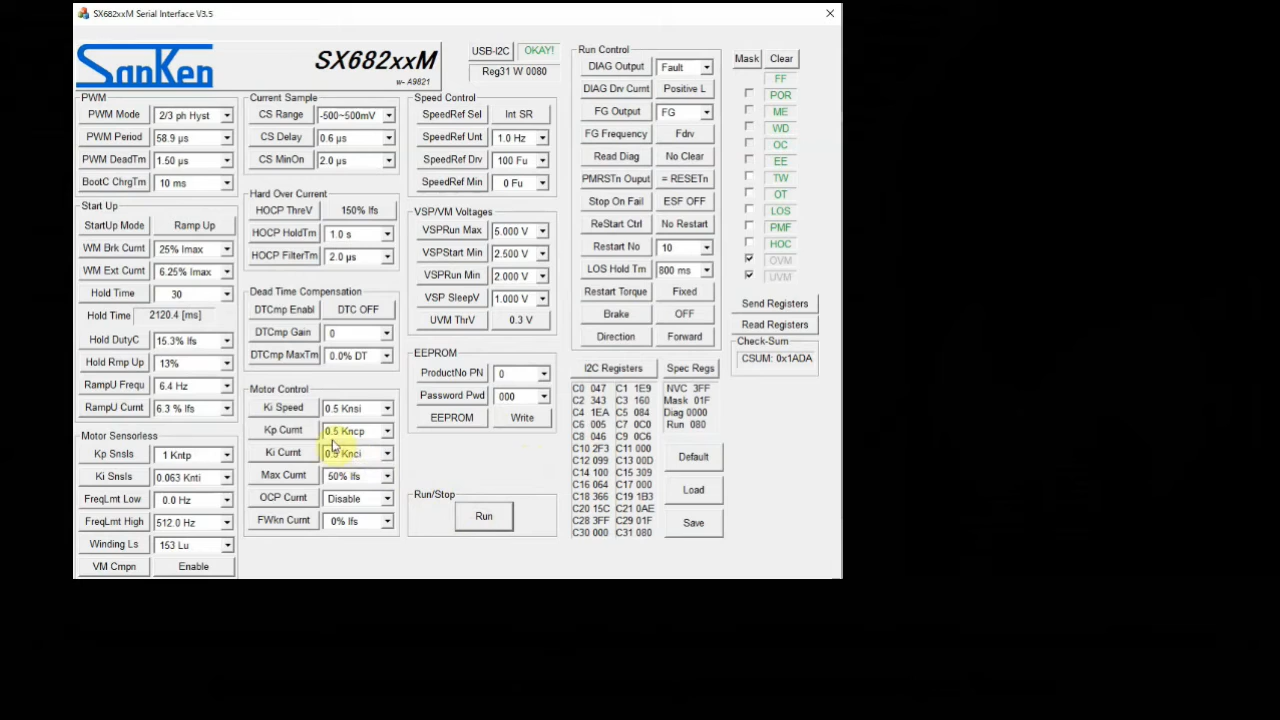 SX682xxM Serial Interface V3.5
SanKen
SX682xxM
w- A9821
USB-I2C OKAY!
Reg31 W 0080
PWM
PWM Mode 2/3 ph Hyst
PWM Period 58.9 µs
PWM DeadTm 1.50 µs
BootC ChrgTm 10 ms
Start Up
StartUp Mode Ramp Up
WM Brk Curnt 25% Imax
WM Ext Curnt 6.25% Imax
Hold Time 30
Hold Time 2120.4 [ms]
Hold DutyC 15.3% Ifs
Hold Rmp Up 13%
RampU Frequ 6.4 Hz
RampU Curnt 6.3 % Ifs
Motor Sensorless
Kp Snsls 1 Kntp
Ki Snsls 0.063 Knti
FreqLmt Low 0.0 Hz
FreqLmt High 512.0 Hz
Winding Ls 153 Lu
VM Cmpn Enable
Current Sample
CS Range -500~500mV
CS Delay 0.6 µs
CS MinOn 2.0 µs
Hard Over Current
HOCP ThreV 150% Ifs
HOCP HoldTm 1.0 s
HOCP FilterTm 2.0 µs
Dead Time Compensation
DTCmp Enabl DTC OFF
DTCmp Gain 0
DTCmp MaxTm 0.0% DT
Motor Control
Ki Speed 0.5 Knsi
Kp Curnt 0.5 Kncp
Ki Curnt 0.5 Knci
Max Curnt 50% Ifs
OCP Curnt Disable
FWkn Curnt 0% Ifs
Speed Control
SpeedRef Sel Int SR
SpeedRef Unt 1.0 Hz
SpeedRef Drv 100 Fu
SpeedRef Min 0 Fu
VSP/VM Voltages
VSPRun Max 5.000 V
VSPStart Min 2.500 V
VSPRun Min 2.000 V
VSP SleepV 1.000 V
UVM ThrV 0.3 V
EEPROM
ProductNo PN 0
Password Pwd 000
EEPROM Write
Run/Stop
Run
Run Control
DIAG Output Fault
DIAG Drv Curnt Positive L
FG Output FG
FG Frequency Fdrv
Read Diag No Clear
PMRSTn Ouput = RESETn
Stop On Fail ESF OFF
ReStart Ctrl No Restart
Restart No 10
LOS Hold Tm 800 ms
Restart Torque Fixed
Brake OFF
Direction Forward
I2C Registers Spec Regs
C0 047 C1 1E9
C2 343 C3 160
C4 1EA C5 084
C6 005 C7 0C0
C8 046 C9 0C6
C10 2F3 C11 000
C12 099 C13 00D
C14 100 C15 309
C16 064 C17 000
C18 366 C19 1B3
C20 15C C21 0AE
C28 3FF C29 01F
C30 000 C31 080
NVC 3FF
Mask 01F
Diag 0000
Run 080
Default
Load
Save
Mask Clear
FF
POR
ME
WD
OC
EE
TW
OT
LOS
PMF
HOC
OVM
UVM
Send Registers
Read Registers
Check-Sum
CSUM: 0x1ADA